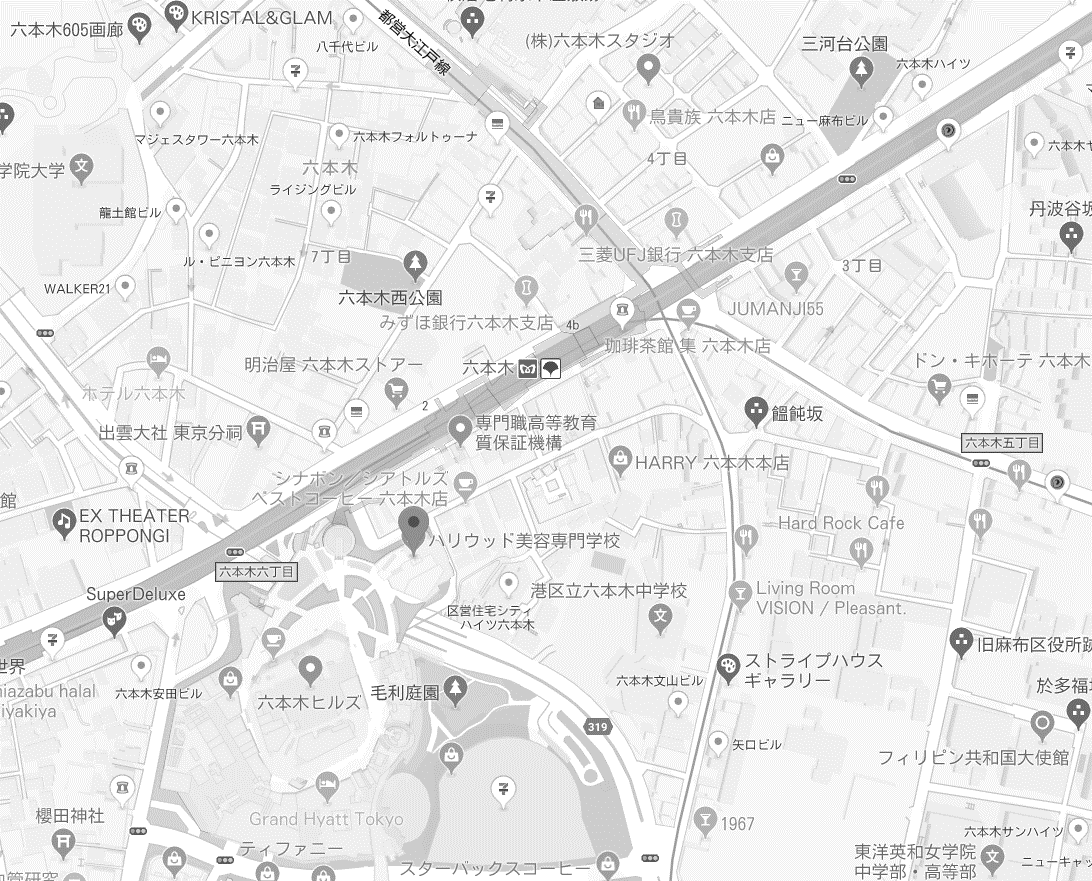 六本木605画廊
KRISTAL&GLAM
八千代ビル
都営大江戸線
(株)六本木スタジオ
三河台公園
六本木ハイツ
マジェスタワー六本木
六本木フォルトゥーナ
鳥貴族 六本木店
ニュー麻布ビル
学院大学
六本木
ライジングビル
4丁目
龍土館ビル
丹波谷坂
ル・ピニヨン六本木
7丁目
三菱UFJ銀行 六本木支店
3丁目
WALKER21
六本木西公園
みずほ銀行六本木支店
4b
JUMANJI55
珈琲茶館 集 六本木店
明治屋 六本木ストアー
六本木
ドン・キホーテ 六本木
ホテル六本木
2
出雲大社 東京分祠
専門職高等教育
質保証機構
饂飩坂
六本木五丁目
HARRY 六本木本店
シナボン／シアトルズ
ベストコーヒー 六本木店
館
EX THEATER
ROPPONGI
Hard Rock Cafe
ハリウッド美容専門学校
六本木六丁目
SuperDeluxe
港区立六本木中学校
Living Room
VISION / Pleasant.
区営住宅シティ
ハイツ六本木
旧麻布区役所跡
世界
ストライプハウス
ギャラリー
六本木安田ビル
六本木ヒルズ
毛利庭園
六本木文山ビル
於多福坂
319
矢口ビル
フィリピン共和国大使館
櫻田神社
Grand Hyatt Tokyo
1967
六本木サンハイツ
ティファニー
スターバックスコーヒー
東洋英和女学院
中学部・高等部
ニューキャッ